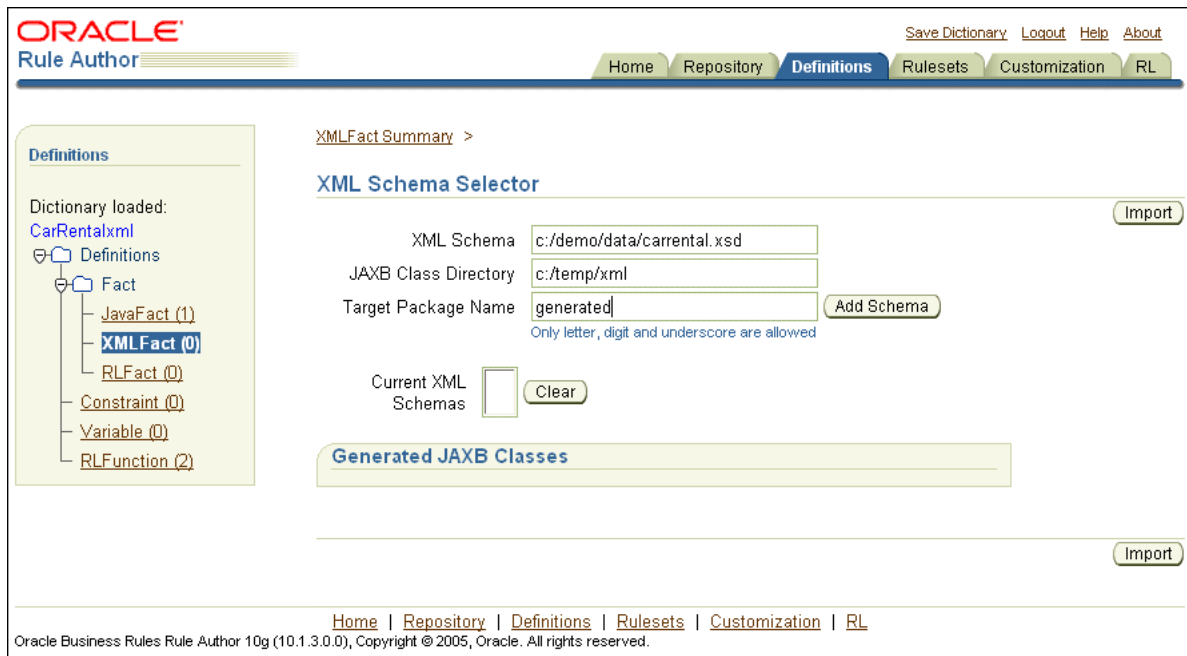 ORACLE
Rule Author
Save Dictionary Logout Help About
Home Repository Definitions Rulesets Customization RL
Definitions
Dictionary loaded:
CarRentalxml
Definitions
Fact
JavaFact (1)
XMLFact (0)
RLFact (0)
Constraint (0)
Variable (0)
RLFunction (2)
XMLFact Summary >
XML Schema Selector
Import
XML Schema c:/demo/data/carrental.xsd
JAXB Class Directory c:/temp/xml
Target Package Name generated Add Schema
Only letter, digit and underscore are allowed
Current XML
Schemas
Clear
Generated JAXB Classes
Import
Home | Repository | Definitions | Rulesets | Customization | RL
Oracle Business Rules Rule Author 10g (10.1.3.0.0), Copyright © 2005, Oracle. All rights reserved.